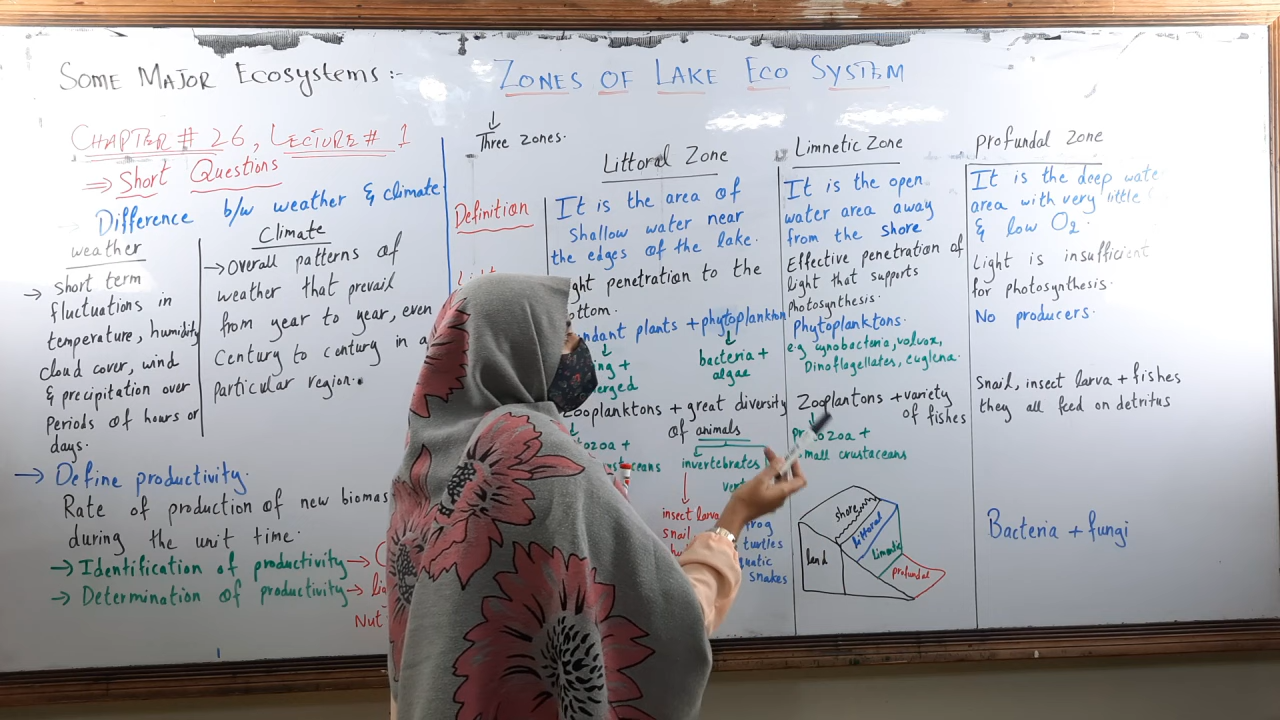 SOME MAJOR Ecosystems :-
CHAPTER # 26, LECTURE # 1
⇒ Short Questions
→ Difference b/w weather & climate
weather
→ short term
fluctuations in
temperature, humidity
cloud cover, wind
& precipitation over
Periods of hours or
days.
Climate
→ Overall patterns of
weather that prevail
from year to year, even
Century to century in a
particular region.
→ Define productivity.
Rate of production of new
during the unit time.
→ Identification of productivity →
→ Determination of productivity →
ZONES OF LAKE ECO SYSTEM
↓
Three zones.
Definition
Littoral Zone
It is the area of
shallow water near
the edges of the lake.
penetration to the
plants + phytoplankton
bacteria +
algae
Zooplanktons + great diversity
of animals
invertebrates
insect larva
snail
frog
turtles
snakes
Limnetic Zone
It is the open
water area away
from the shore
Effective penetration of
light that supports
photosynthesis.
Phytoplanktons.
e.g cynobacteria, volvox,
Dinoflagellates, euglena.
Zooplantons + variety
of fishes
+
small crustaceans
shore
littoral
limnetic
profundal
land
profundal Zone
It is the deep
area with very little
& low O2.
Light is insufficient
for photosynthesis.
No producers.
Snail, insect larva + fishes
they all feed on detritus
Bacteria + fungi